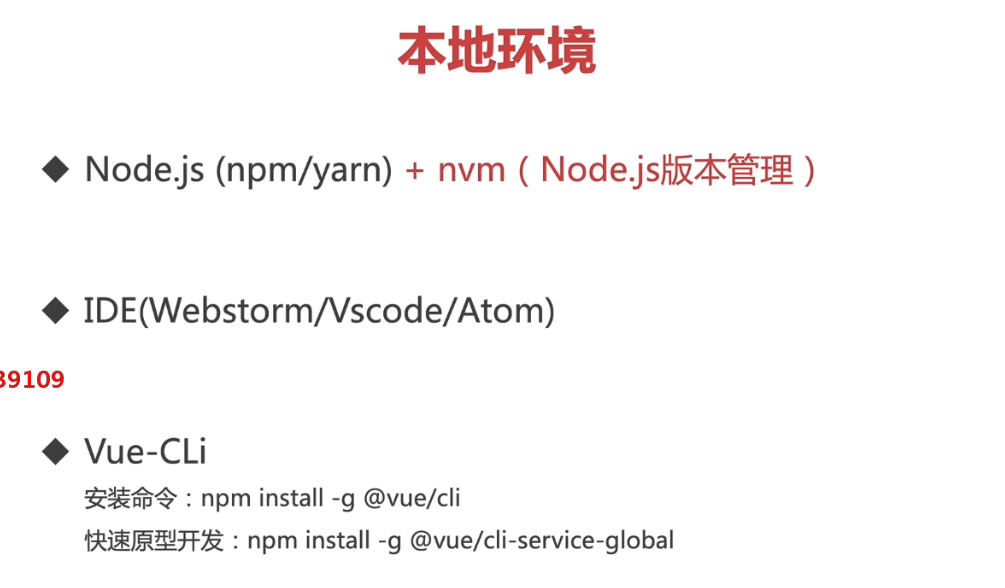 本地环境
◆ Node.js (npm/yarn) + nvm（Node.js版本管理）
◆ IDE(Webstorm/Vscode/Atom)
39109
◆ Vue-CLi
安装命令：npm install -g @vue/cli
快速原型开发：npm install -g @vue/cli-service-global